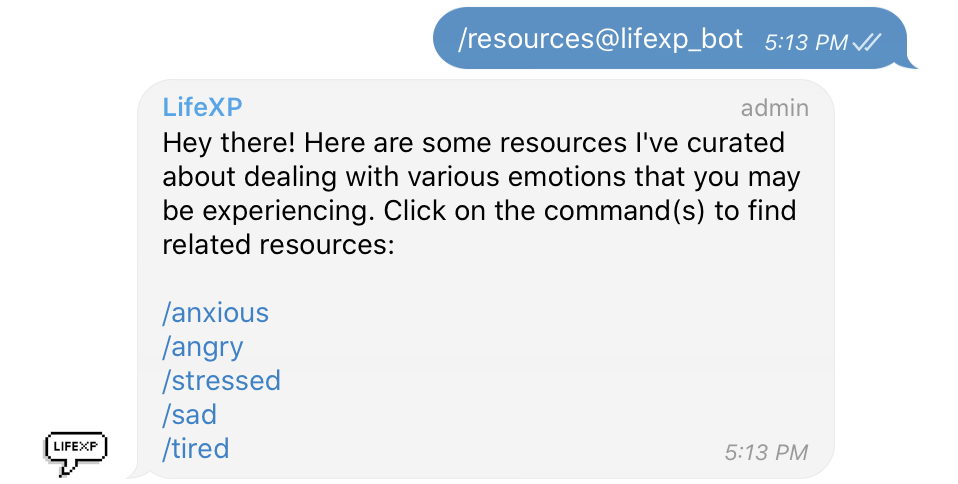 /resources@lifexp_bot 5:13 PM
LifeXP admin
Hey there! Here are some resources I've curated
about dealing with various emotions that you may
be experiencing. Click on the command(s) to find
related resources:
/anxious
/angry
/stressed
/sad
/tired 5:13 PM
LIFEXP